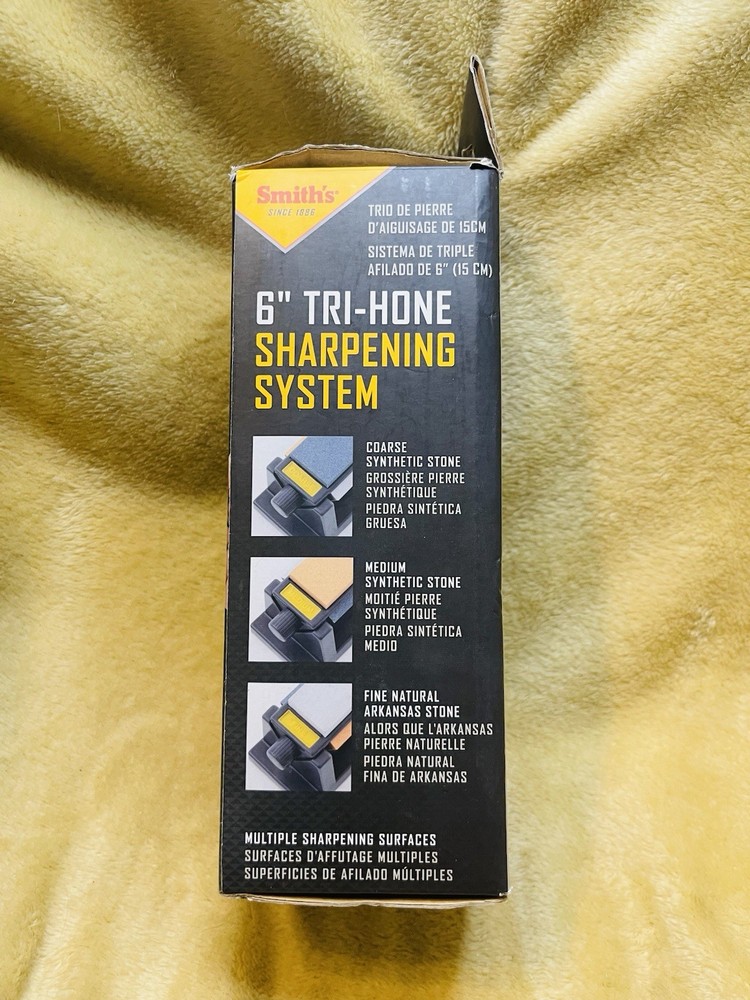 Smith's
SINCE 1886
TRIO DE PIERRE
D'AIGUISAGE DE 15CM
SISTEMA DE TRIPLE
AFILADO DE 6" (15 CM)
6" TRI-HONE
SHARPENING
SYSTEM
COARSE
SYNTHETIC STONE
GROSSIÈRE PIERRE
SYNTHÉTIQUE
PIEDRA SINTÉTICA
GRUESA
MEDIUM
SYNTHETIC STONE
MOITIÉ PIERRE
SYNTHÉTIQUE
PIEDRA SINTÉTICA
MEDIO
FINE NATURAL
ARKANSAS STONE
ALORS QUE L'ARKANSAS
PIERRE NATURELLE
PIEDRA NATURAL
FINA DE ARKANSAS
MULTIPLE SHARPENING SURFACES
SURFACES D'AFFUTAGE MULTIPLES
SUPERFICIES DE AFILADO MÚLTIPLES